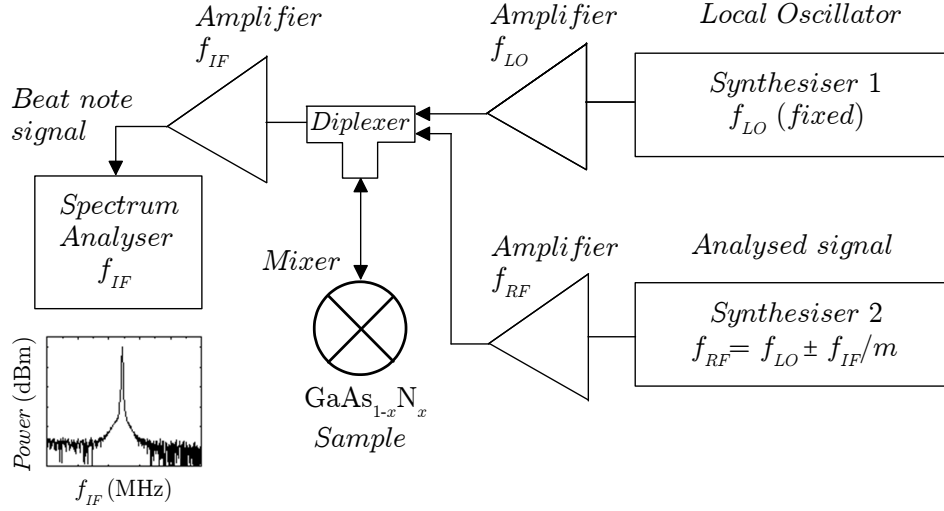 Amplifier
f_IF
Amplifier
f_LO
Local Oscillator
Synthesiser 1
f_LO (fixed)
Beat note
signal
Diplexer
Spectrum
Analyser
f_IF
Mixer
GaAs_1-xN_x
Sample
Amplifier
f_RF
Analysed signal
Synthesiser 2
f_RF= f_LO ± f_IF/m
Power (dBm)
f_IF (MHz)